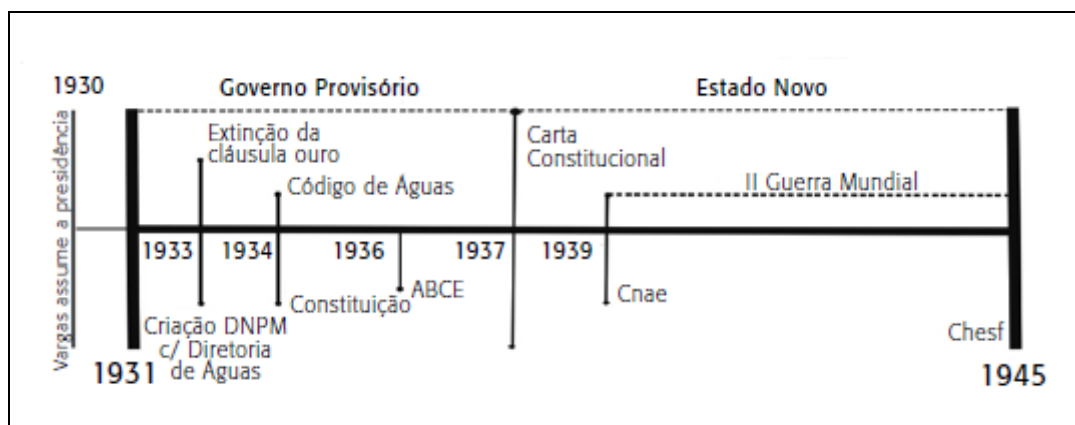 1930
Governo Provisório
Estado Novo
Vargas assume a presidência
Extinção da
cláusula ouro
Carta
Constitucional
Código de Águas
II Guerra Mundial
1933
1934
1936
1937
1939
ABCE
Cnae
Constituição
Criação DNPM
c/ Diretoria
de Águas
Chesf
1931
1945